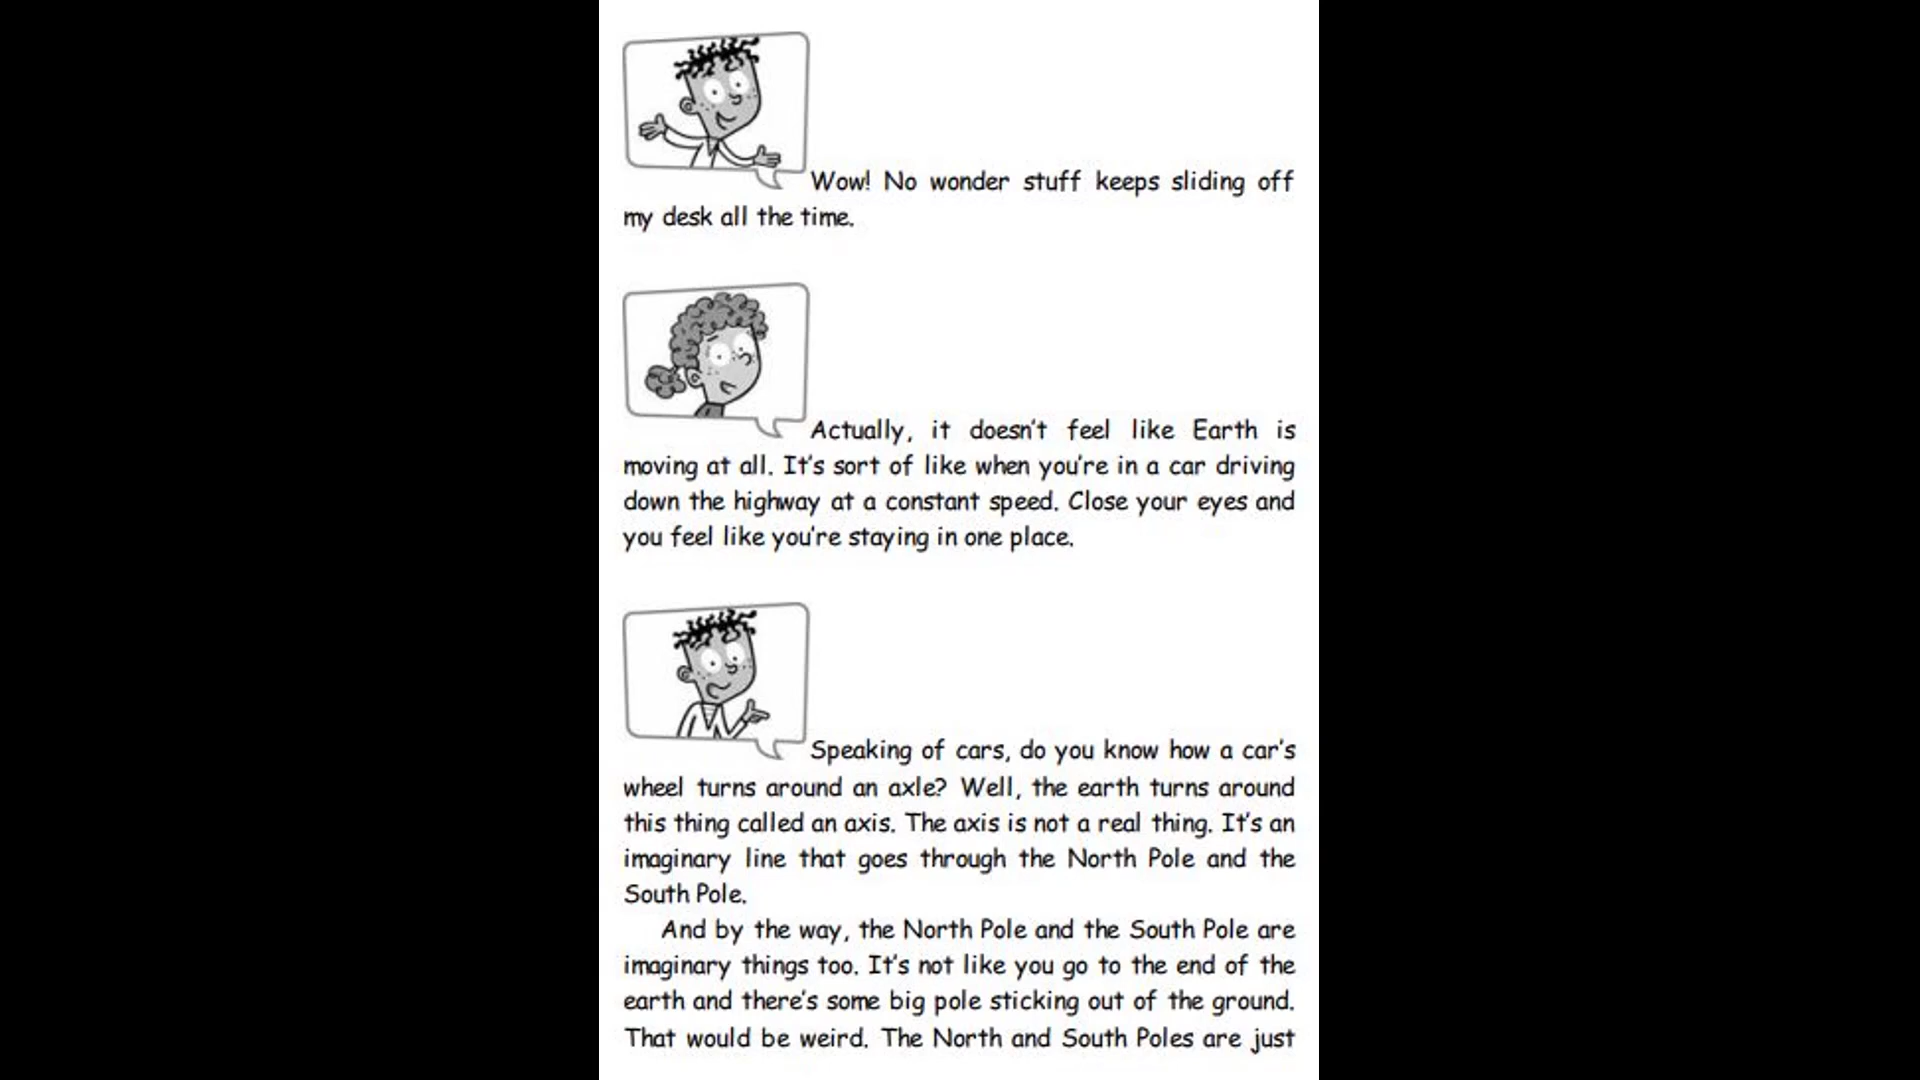 Wow! No wonder stuff keeps sliding off
my desk all the time.
Actually, it doesn't feel like Earth is
moving at all. It's sort of like when you're in a car driving
down the highway at a constant speed. Close your eyes and
you feel like you're staying in one place.
Speaking of cars, do you know how a car's
wheel turns around an axle? Well, the earth turns around
this thing called an axis. The axis is not a real thing. It's an
imaginary line that goes through the North Pole and the
South Pole.
And by the way, the North Pole and the South Pole are
imaginary things too. It's not like you go to the end of the
earth and there's some big pole sticking out of the ground.
That would be weird. The North and South Poles are just